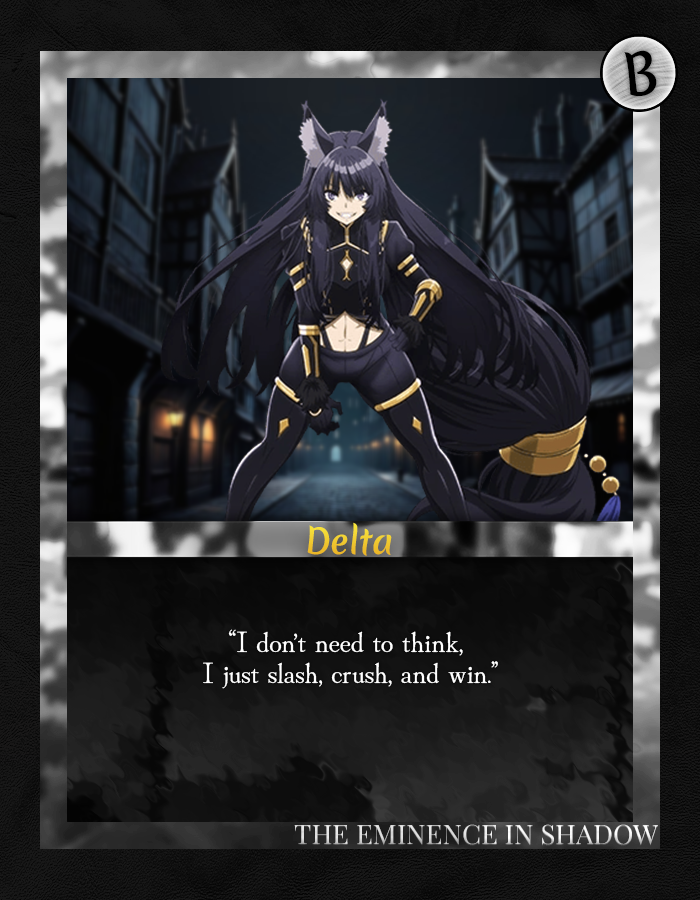 B
Delta
“I don’t need to think,
I just slash, crush, and win.”
THE EMINENCE IN SHADOW